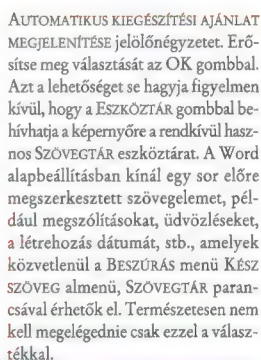 AUTOMATIKUS KIEGÉSZÍTÉSI AJÁNLAT
MEGJELENÍTÉSE jelölőnégyzetet. Erő-
sítse meg választását az OK gombbal.
Azt a lehetőséget se hagyja figyelmen
kívül, hogy a ESZKÖZTÁR gombbal be-
hívhatja a képernyőre a rendkívül hasz-
nos SZÖVEGTÁR eszköztárat. A Word
alapbeállításban kínál egy sor előre
megszerkesztett szövegelemet, pél-
dául megszólításokat, üdvözléseket,
a létrehozás dátumát, stb., amelyek
közvetlenül a BESZÚRÁS menü KÉSZ
SZÖVEG almenü, SZÖVEGTÁR paran-
csával érhetők el. Természetesen nem
kell megelégednie csak ezzel a válasz-
tékkal.